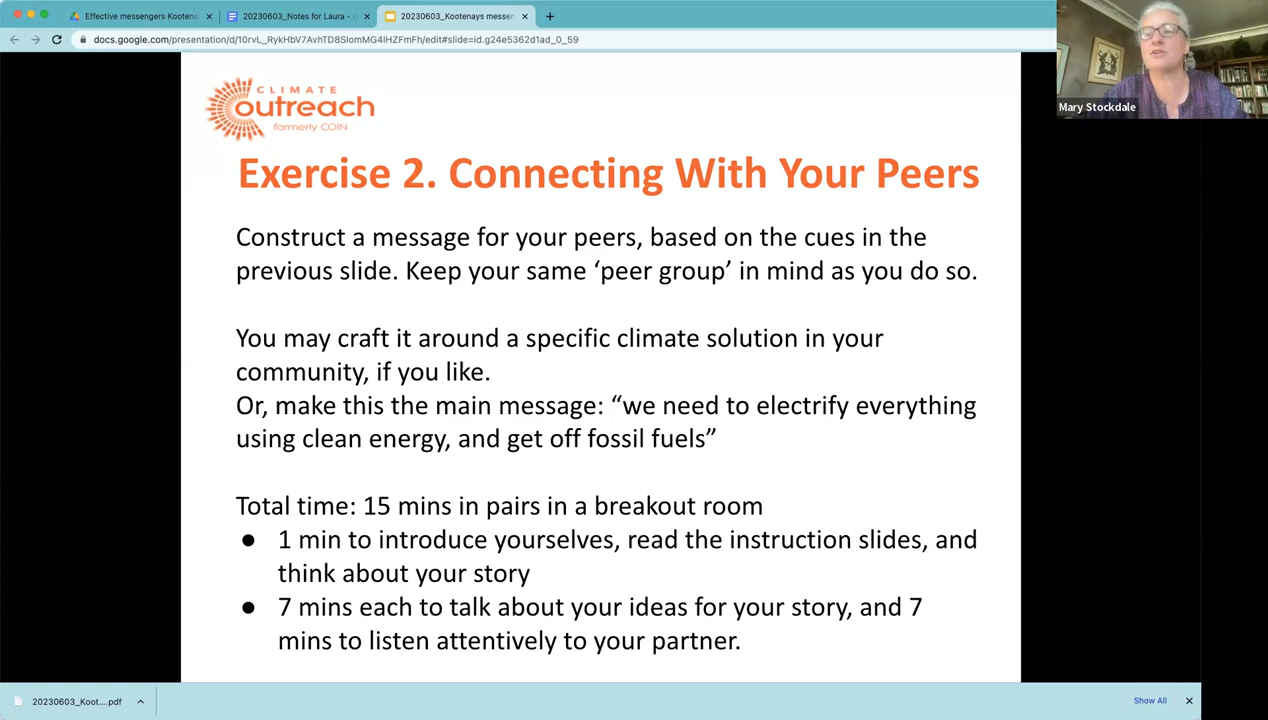 Effective messengers Kootena
20230603_Notes for Laura - G
20230603_Kootenays messen
docs.google.com/presentation/d/10rvL_RykHbV7AvhTD8SIomMG4IHZFmFh/edit#slide=id.g24e5362d1ad_0_59
Mary Stockdale
CLIMATE
outreach
formerly COIN
Exercise 2. Connecting With Your Peers
Construct a message for your peers, based on the cues in the
previous slide. Keep your same ‘peer group’ in mind as you do so.
You may craft it around a specific climate solution in your
community, if you like.
Or, make this the main message: “we need to electrify everything
using clean energy, and get off fossil fuels”
Total time: 15 mins in pairs in a breakout room
● 1 min to introduce yourselves, read the instruction slides, and
think about your story
● 7 mins each to talk about your ideas for your story, and 7
mins to listen attentively to your partner.
20230603_Koot....pdf
Show All